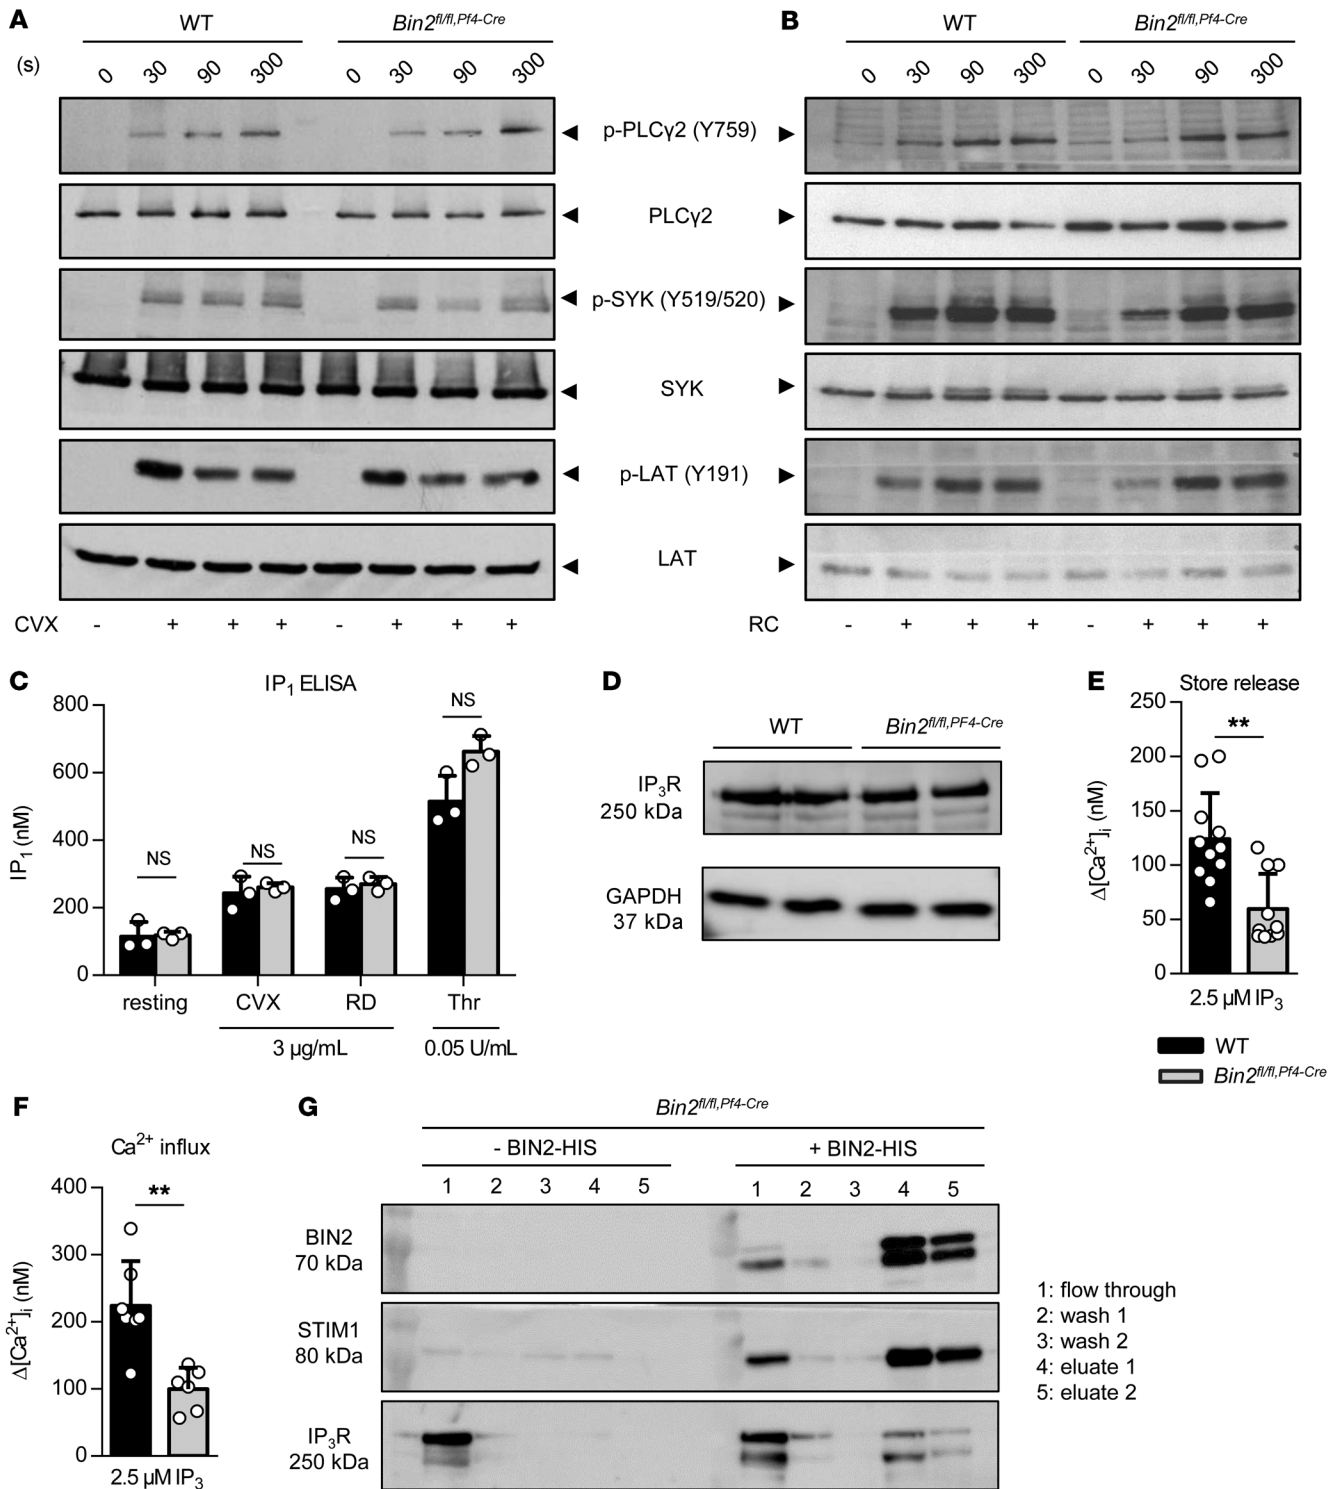 A
WT Bin2fl/fl,Pf4-Cre
(s) 0 30 90 300 0 30 90 300
B
WT Bin2fl/fl,Pf4-Cre
0 30 90 300 0 30 90 300
p-PLCγ2 (Y759)
PLCγ2
p-SYK (Y519/520)
SYK
p-LAT (Y191)
LAT
CVX - + + + - + + +
RC - + + + - + + +
C
IP1 ELISA
IP1 (nM)
800
600
400
200
0
NS NS NS NS
resting CVX RD Thr
3 µg/mL 0.05 U/mL
D
WT Bin2fl/fl,PF4-Cre
IP3R
250 kDa
GAPDH
37 kDa
E
Store release
Δ[Ca2+]i (nM)
250
200
150
100
50
0
**
2.5 µM IP3
WT
Bin2fl/fl,Pf4-Cre
F
Ca2+ influx
Δ[Ca2+]i (nM)
400
300
200
100
0
**
2.5 µM IP3
G
Bin2fl/fl,Pf4-Cre
- BIN2-HIS + BIN2-HIS
1 2 3 4 5 1 2 3 4 5
BIN2
70 kDa
STIM1
80 kDa
IP3R
250 kDa
1: flow through
2: wash 1
3: wash 2
4: eluate 1
5: eluate 2